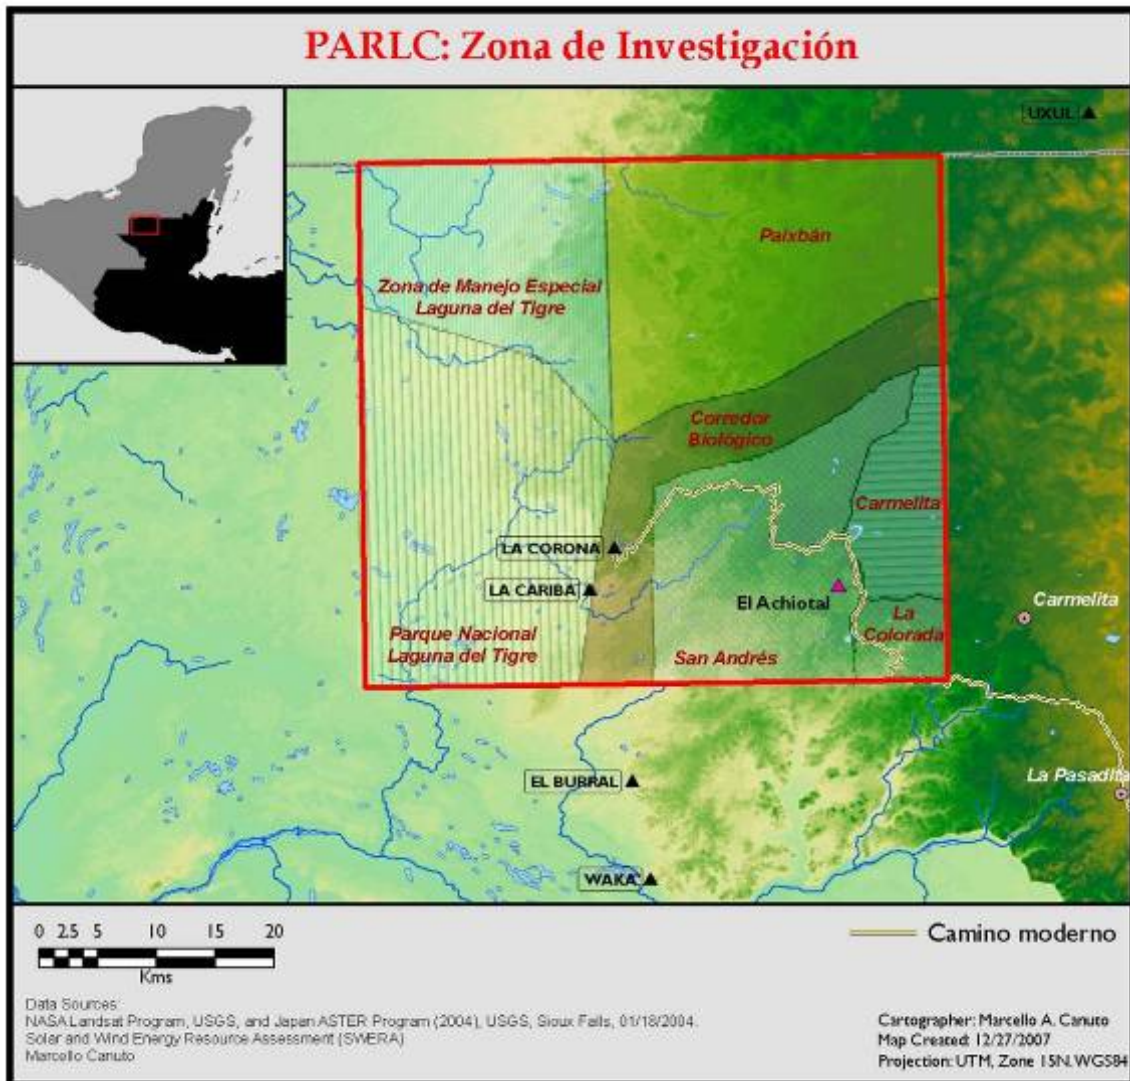 PARLC: Zona de Investigación
UXUL
Paixbán
Zona de Manejo Especial
Laguna del Tigre
Corredor
Biológico
Carmelita
LA CORONA
LA CARIBA
El Achiotal
La
Colorada
Carmelita
Parque Nacional
Laguna del Tigre
San Andrés
EL BURRAL
La Pasadita
WAKA'
0 2.5 5 10 15 20
Kms
Camino moderno
Data Sources:
NASA Landsat Program, USGS, and Japan ASTER Program (2004), USGS, Sioux Falls, 01/18/2004.
Solar and Wind Energy Resource Assessment (SWERA)
Marcello Canuto
Cartographer: Marcello A. Canuto
Map Created: 12/27/2007
Projection: UTM, Zone 15N. WGS84